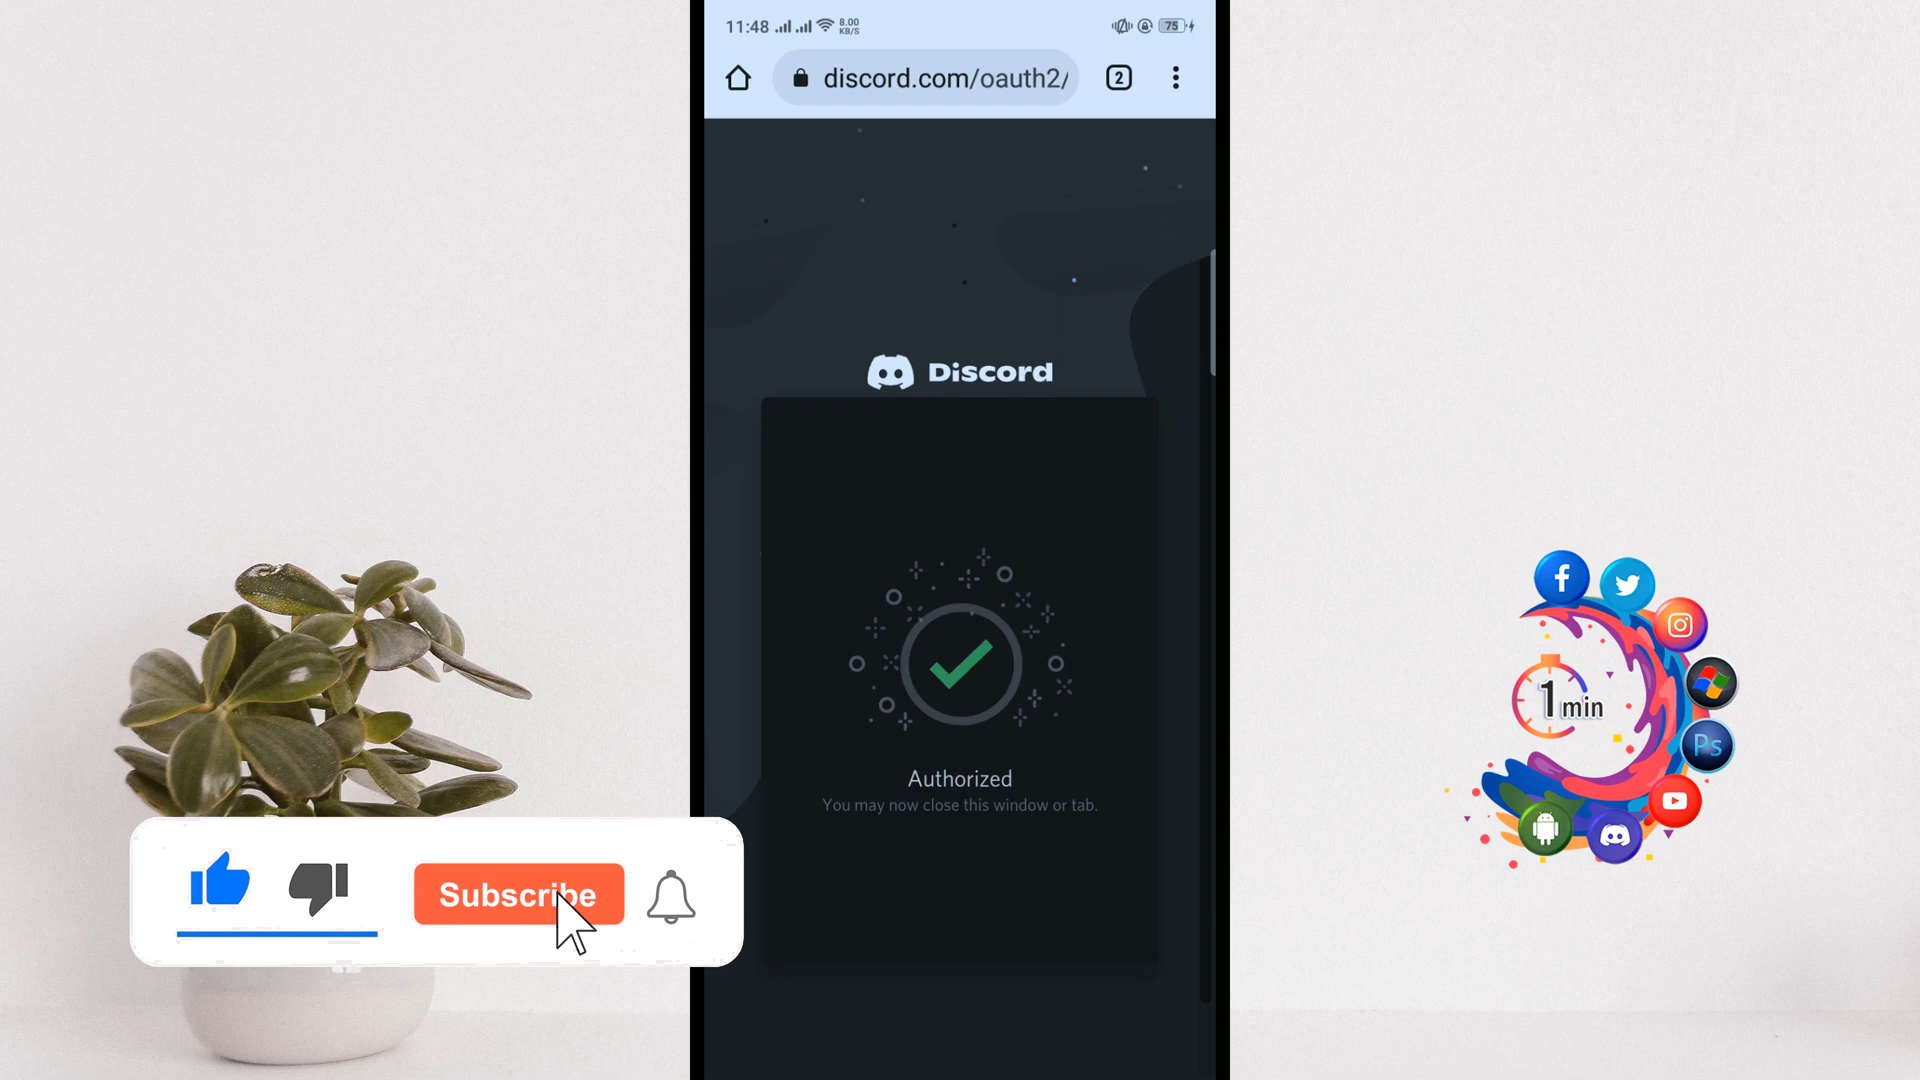 11:48
8.00
KB/S
75
discord.com/oauth2/
2
Discord
Authorized
You may now close this window or tab.
Subscribe
1 min
Ps